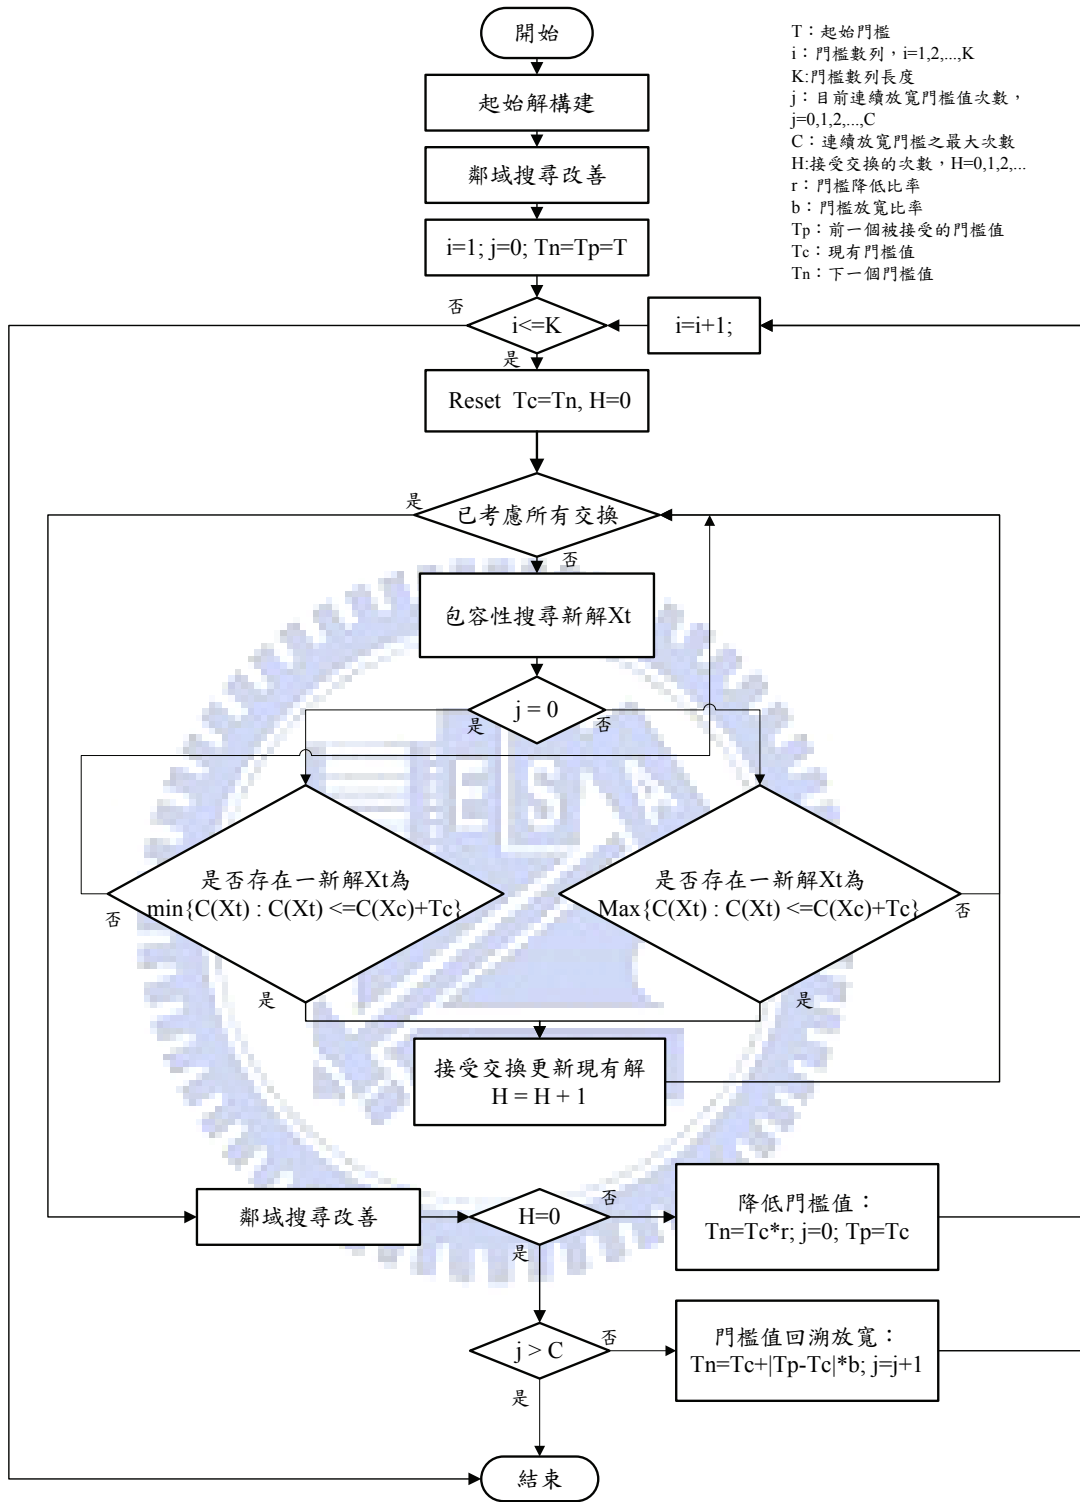 開始
起始解構建
鄰域搜尋改善
i=1; j=0; Tn=Tp=T
T：起始門檻
i：門檻數列，i=1,2,...,K
K:門檻數列長度
j：目前連續放寬門檻值次數，
j=0,1,2,...,C
C：連續放寬門檻之最大次數
H:接受交換的次數，H=0,1,2,...
r：門檻降低比率
b：門檻放寬比率
Tp：前一個被接受的門檻值
Tc：現有門檻值
Tn：下一個門檻值
否
i<=K
i=i+1;
是
Reset Tc=Tn, H=0
是
已考慮所有交換
否
包容性搜尋新解Xt
j = 0
是
否
是否存在一新解Xt為
min{C(Xt) : C(Xt) <=C(Xc)+Tc}
否
是
是否存在一新解Xt為
Max{C(Xt) : C(Xt) <=C(Xc)+Tc}
否
是
E S A
接受交換更新現有解
H = H + 1
鄰域搜尋改善
H=0
否
是
降低門檻值：
Tn=Tc*r; j=0; Tp=Tc
j > C
否
是
門檻值回溯放寬：
Tn=Tc+|Tp-Tc|*b; j=j+1
結束